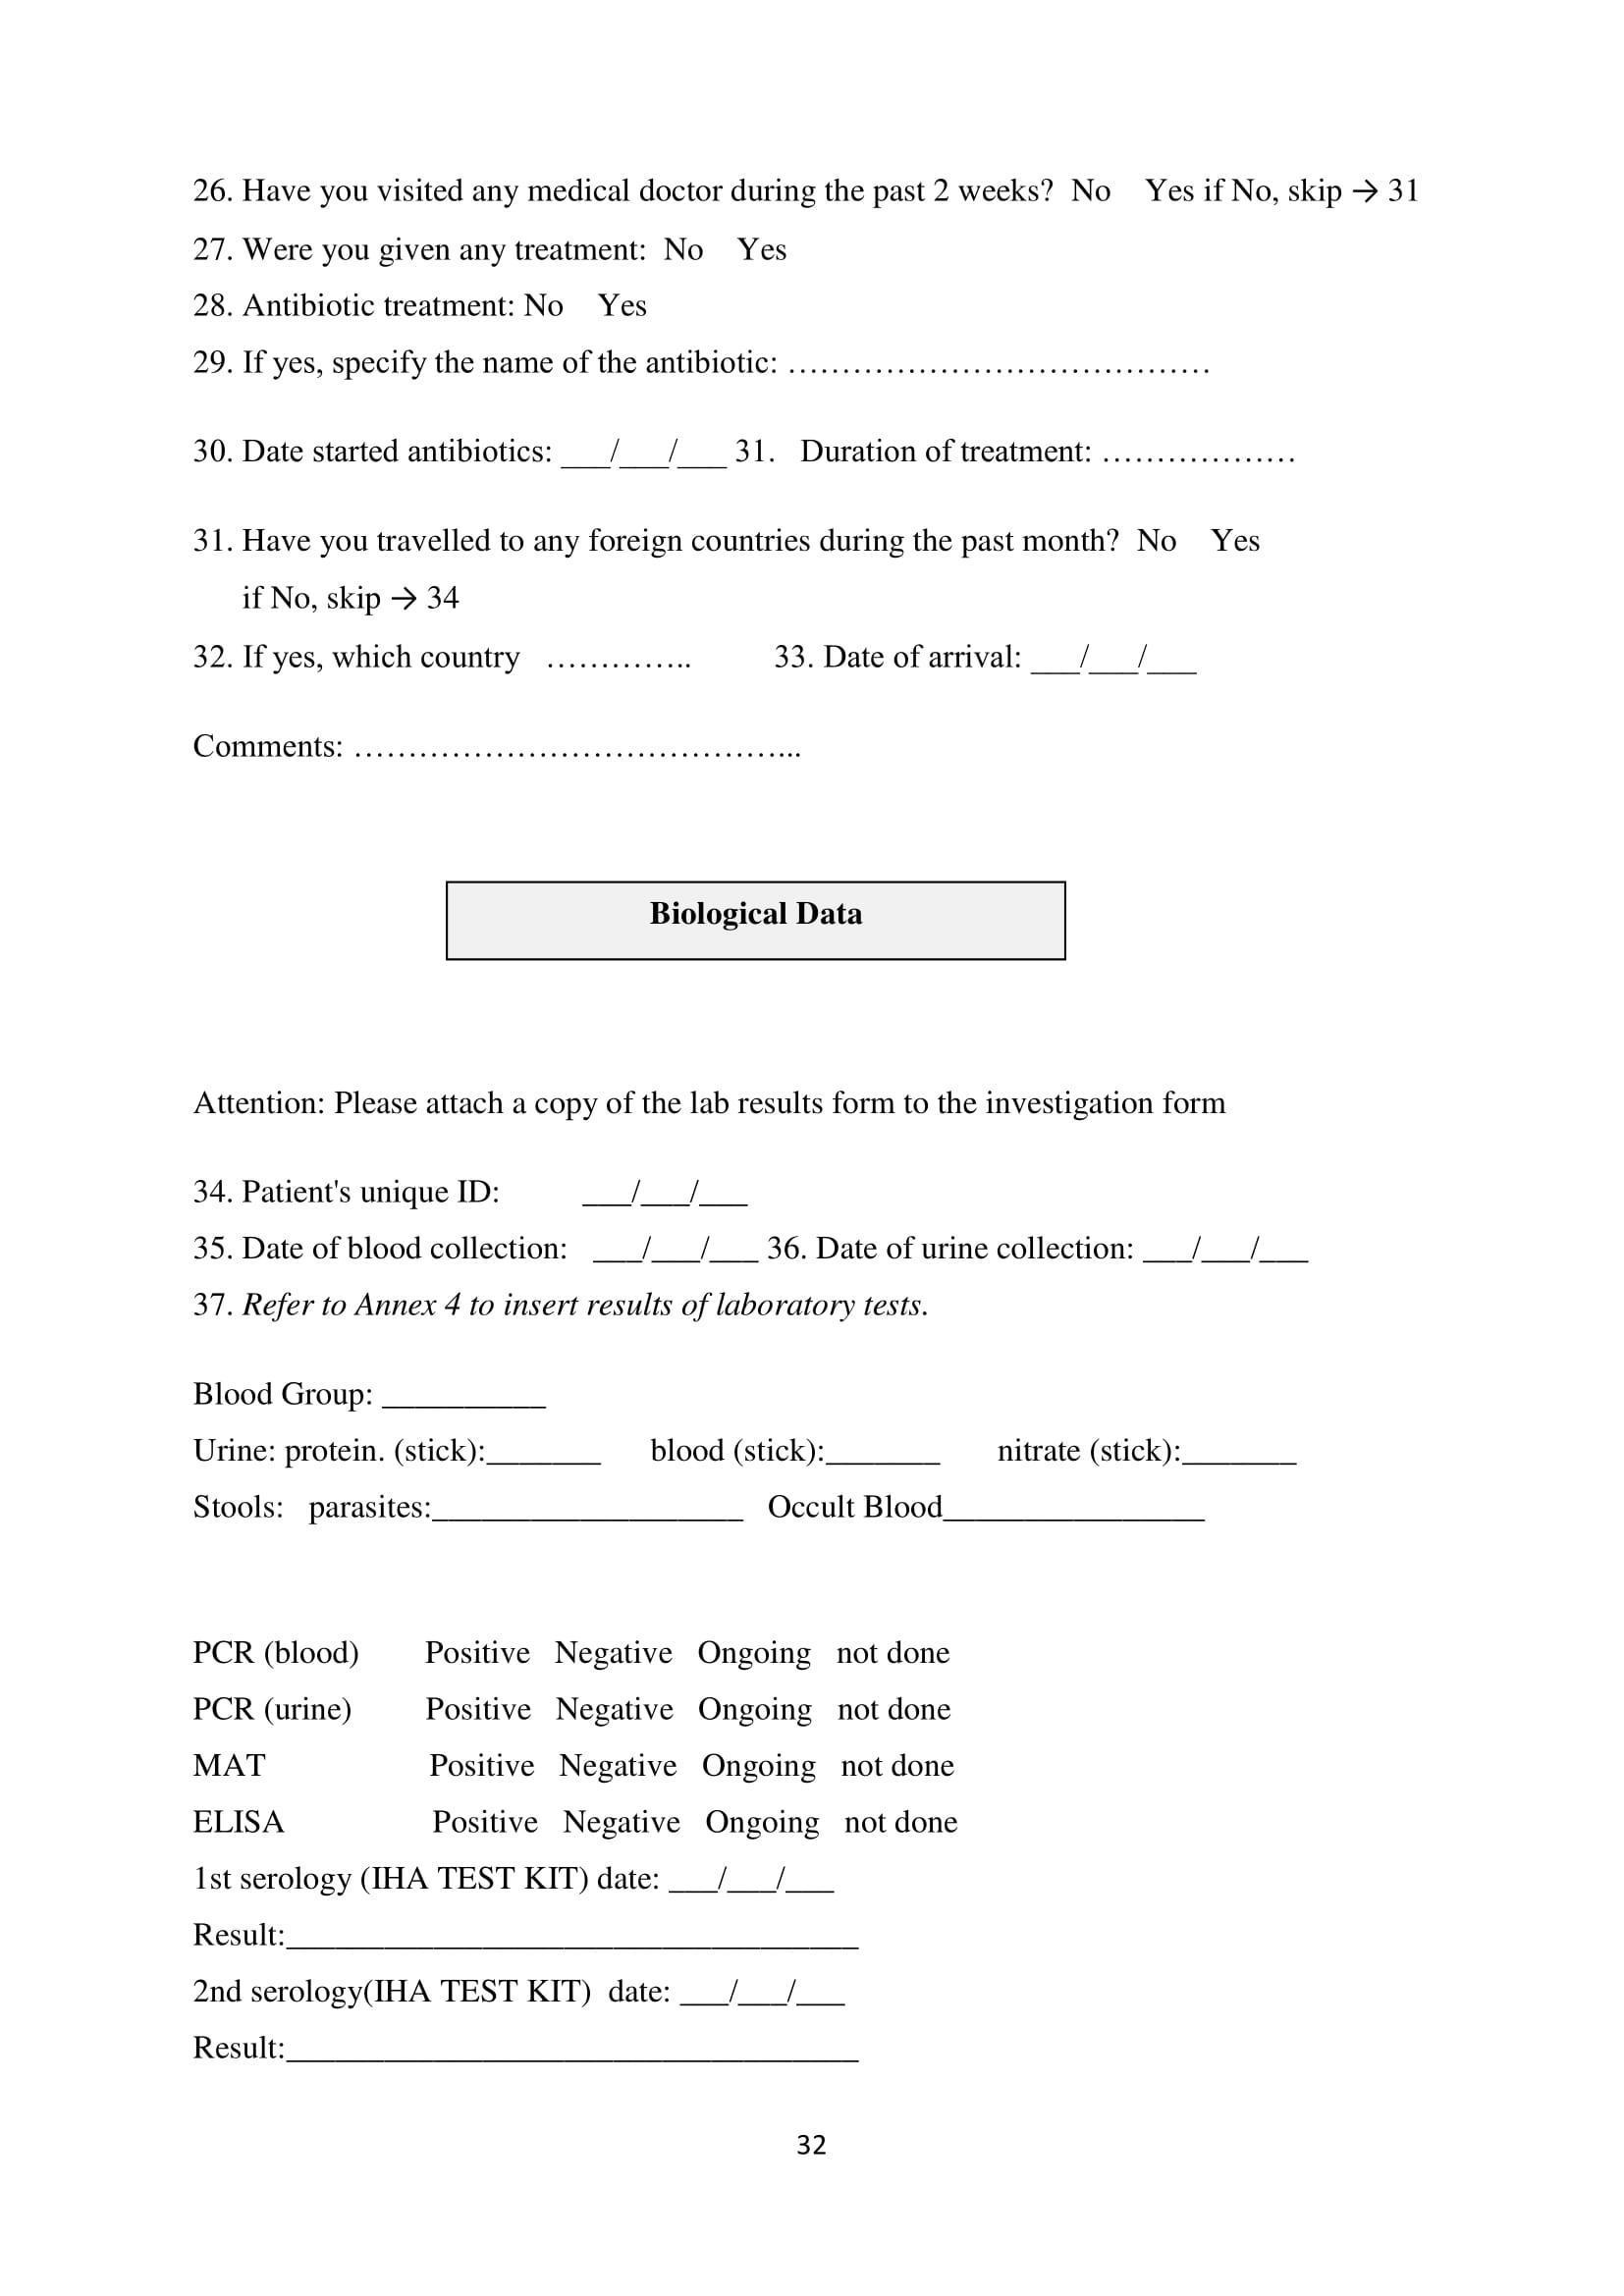 26. Have you visited any medical doctor during the past 2 weeks?  No    Yes if No, skip → 31
27. Were you given any treatment:  No    Yes
28. Antibiotic treatment: No    Yes
29. If yes, specify the name of the antibiotic: …………………………………
30. Date started antibiotics: ___/___/___ 31.   Duration of treatment: ………………
31. Have you travelled to any foreign countries during the past month?  No    Yes
if No, skip → 34
32. If yes, which country   …………..          33. Date of arrival: ___/___/___
Comments: …………………………………...
Biological Data
Attention: Please attach a copy of the lab results form to the investigation form
34. Patient's unique ID:          ___/___/___
35. Date of blood collection:   ___/___/___ 36. Date of urine collection: ___/___/___
37. Refer to Annex 4 to insert results of laboratory tests.
Blood Group: __________
Urine: protein. (stick):_______      blood (stick):_______       nitrate (stick):_______
Stools:   parasites:___________________   Occult Blood________________
PCR (blood)        Positive   Negative   Ongoing   not done
PCR (urine)         Positive   Negative   Ongoing   not done
MAT                    Positive   Negative   Ongoing   not done
ELISA                  Positive   Negative   Ongoing   not done
1st serology (IHA TEST KIT) date: ___/___/___
Result:___________________________________
2nd serology(IHA TEST KIT)  date: ___/___/___
Result:___________________________________
32